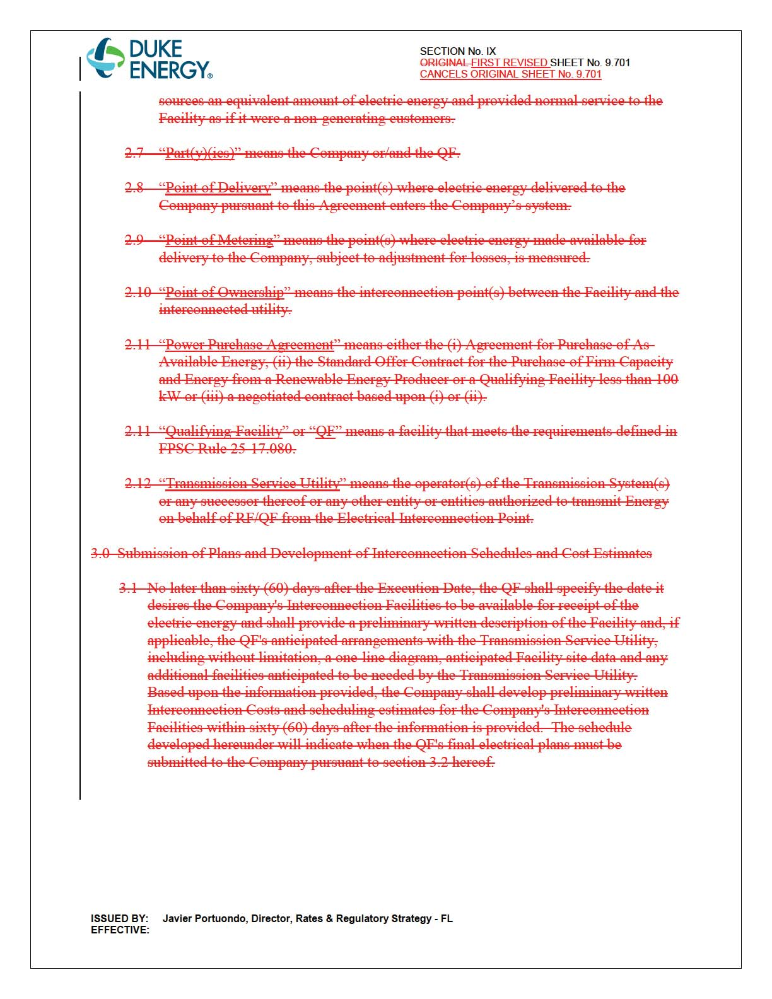 DUKE
ENERGY®
SECTION No. IX
ORIGINAL FIRST REVISED SHEET No. 9.701
CANCELS ORIGINAL SHEET No. 9.701
sources an equivalent amount of electric energy and provided normal service to the
Facility as if it were a non-generating customers.
2.7 “Part(y)(ies)” means the Company or/and the QF.
2.8 “Point of Delivery” means the point(s) where electric energy delivered to the
Company pursuant to this Agreement enters the Company’s system.
2.9 “Point of Metering” means the point(s) where electric energy made available for
delivery to the Company, subject to adjustment for losses, is measured.
2.10 “Point of Ownership” means the interconnection point(s) between the Facility and the
interconnected utility.
2.11 “Power Purchase Agreement” means either the (i) Agreement for Purchase of As-
Available Energy, (ii) the Standard Offer Contract for the Purchase of Firm Capacity
and Energy from a Renewable Energy Producer or a Qualifying Facility less than 100
kW or (iii) a negotiated contract based upon (i) or (ii).
2.11 “Qualifying Facility” or “QF” means a facility that meets the requirements defined in
FPSC Rule 25-17.080.
2.12 “Transmission Service Utility” means the operator(s) of the Transmission System(s)
or any successor thereof or any other entity or entities authorized to transmit Energy
on behalf of RF/QF from the Electrical Interconnection Point.
3.0 Submission of Plans and Development of Interconnection Schedules and Cost Estimates
3.1 No later than sixty (60) days after the Execution Date, the QF shall specify the date it
desires the Company's Interconnection Facilities to be available for receipt of the
electric energy and shall provide a preliminary written description of the Facility and, if
applicable, the QF's anticipated arrangements with the Transmission Service Utility,
including without limitation, a one-line diagram, anticipated Facility site data and any
additional facilities anticipated to be needed by the Transmission Service Utility.
Based upon the information provided, the Company shall develop preliminary written
Interconnection Costs and scheduling estimates for the Company's Interconnection
Facilities within sixty (60) days after the information is provided. The schedule
developed hereunder will indicate when the QF's final electrical plans must be
submitted to the Company pursuant to section 3.2 hereof.
ISSUED BY: Javier Portuondo, Director, Rates & Regulatory Strategy - FL
EFFECTIVE: